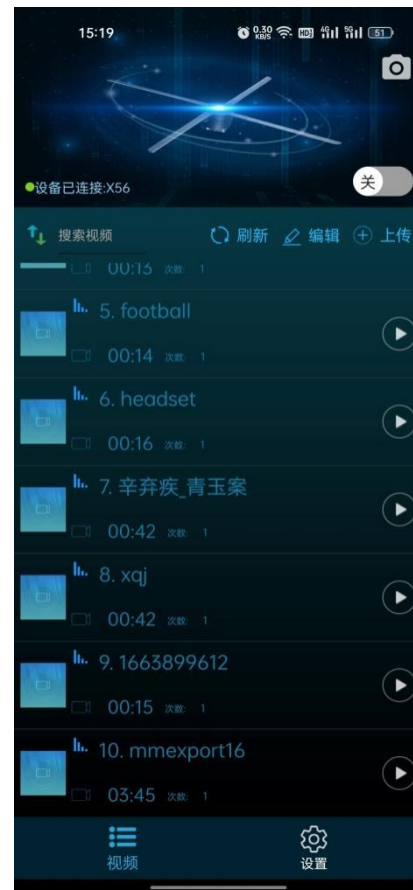 15:19
0.30 KB/S HD 4G 5G 51
设备已连接:X56
关
搜索视频 刷新 编辑 上传
00:13 次数: 1
5. football
00:14 次数: 1
6. headset
00:16 次数: 1
7. 辛弃疾_青玉案
00:42 次数: 1
8. xqj
00:42 次数: 1
9. 1663899612
00:15 次数: 1
10. mmexport16
03:45 次数: 1
视频 设置